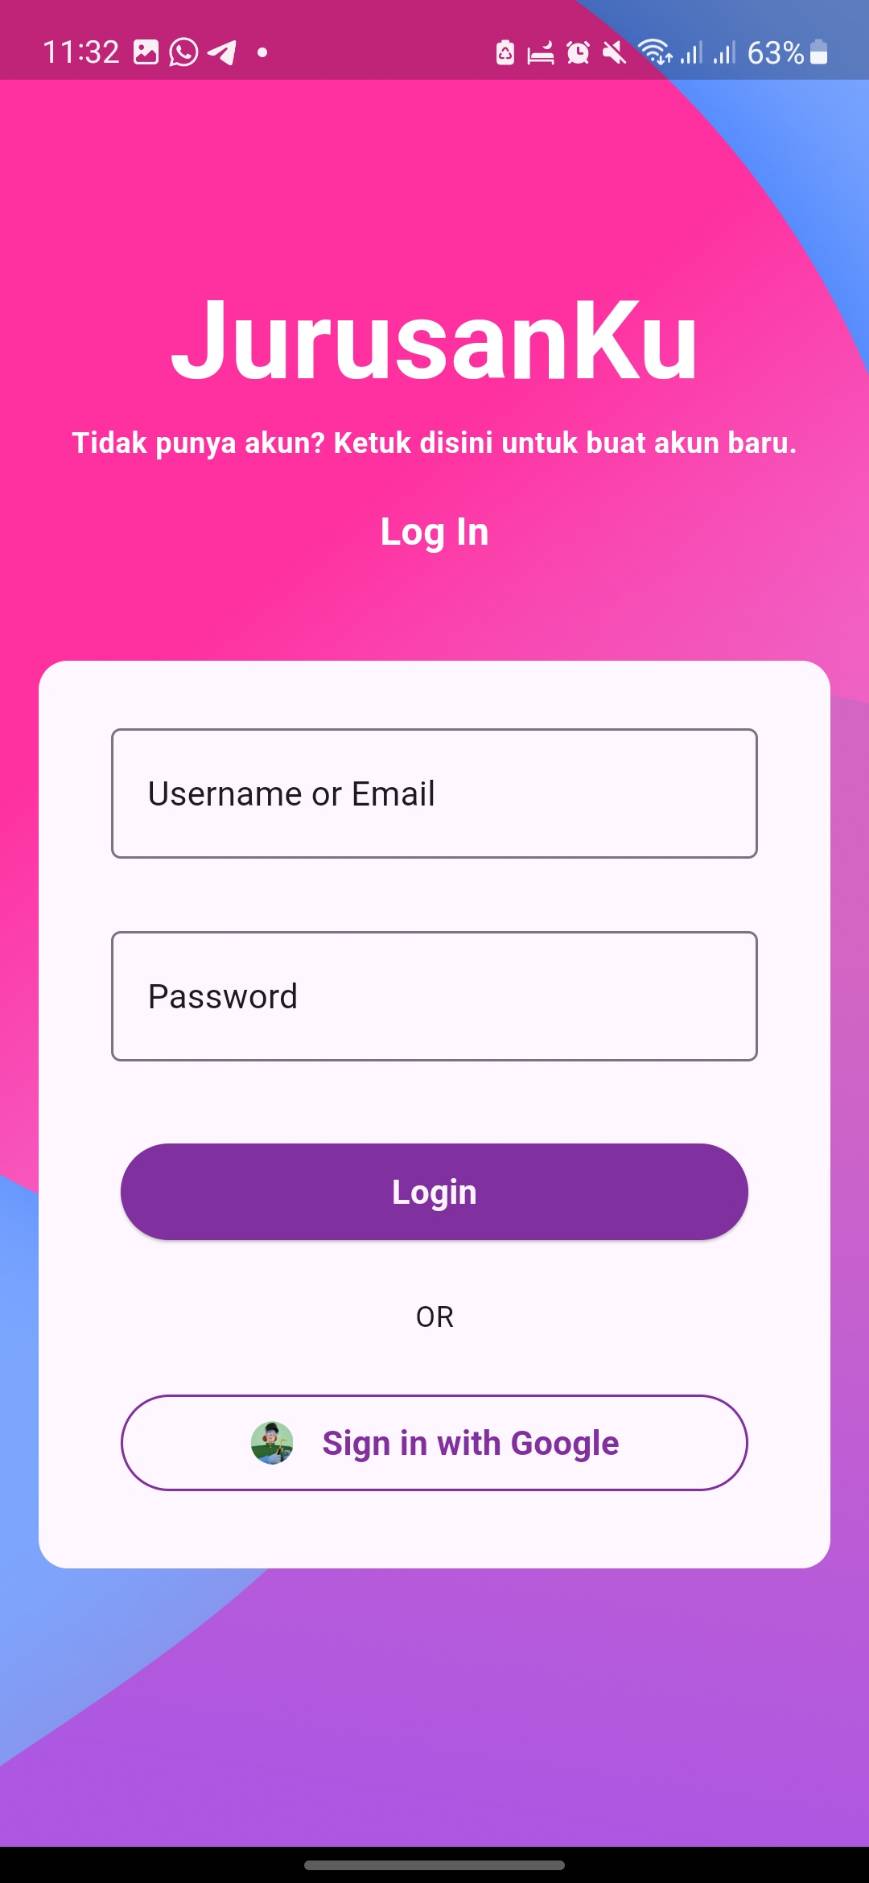 11:32
63%
JurusanKu
Tidak punya akun? Ketuk disini untuk buat akun baru.
Log In
Username or Email
Password
Login
OR
Sign in with Google